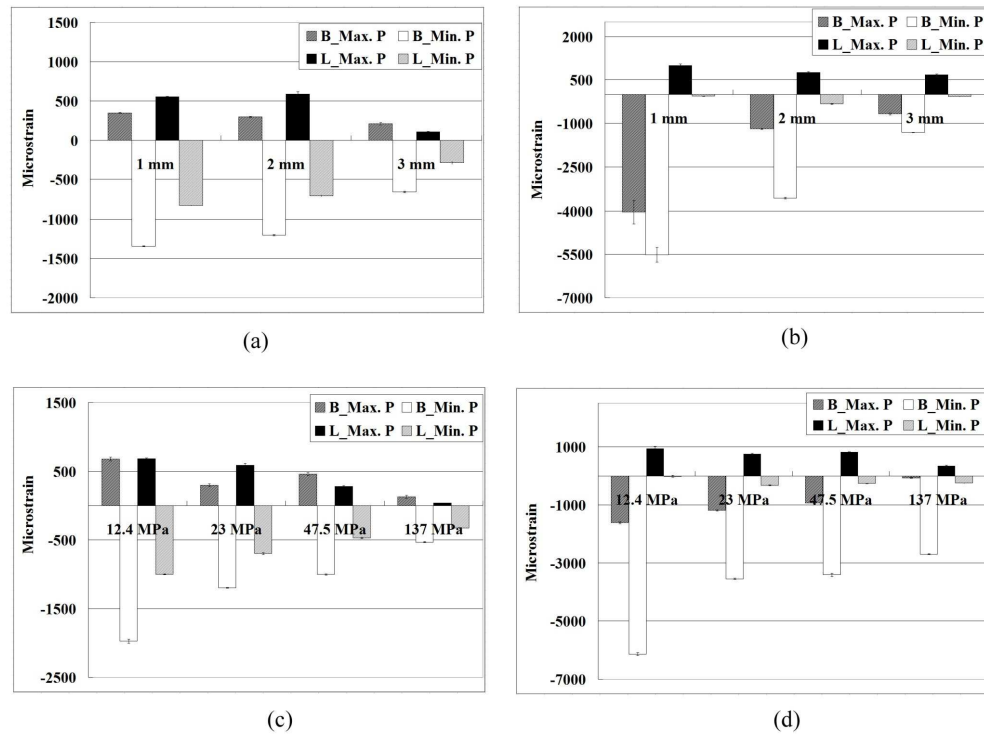 1500
B_Max. P B_Min. P
L_Max. P L_Min. P
1000
500
0
-500
-1000
-1500
-2000
Microstrain
1 mm 2 mm 3 mm
(a)
2000
B_Max. P B_Min. P
L_Max. P L_Min. P
500
-1000
-2500
-4000
-5500
-7000
Microstrain
1 mm 2 mm 3 mm
(b)
1500
B_Max. P B_Min. P
L_Max. P L_Min. P
500
-500
-1500
-2500
Microstrain
12.4 MPa 23 MPa 47.5 MPa 137 MPa
(c)
B_Max. P B_Min. P
L_Max. P L_Min. P
1000
-1000
-3000
-5000
-7000
Microstrain
12.4 MPa 23 MPa 47.5 MPa 137 MPa
(d)